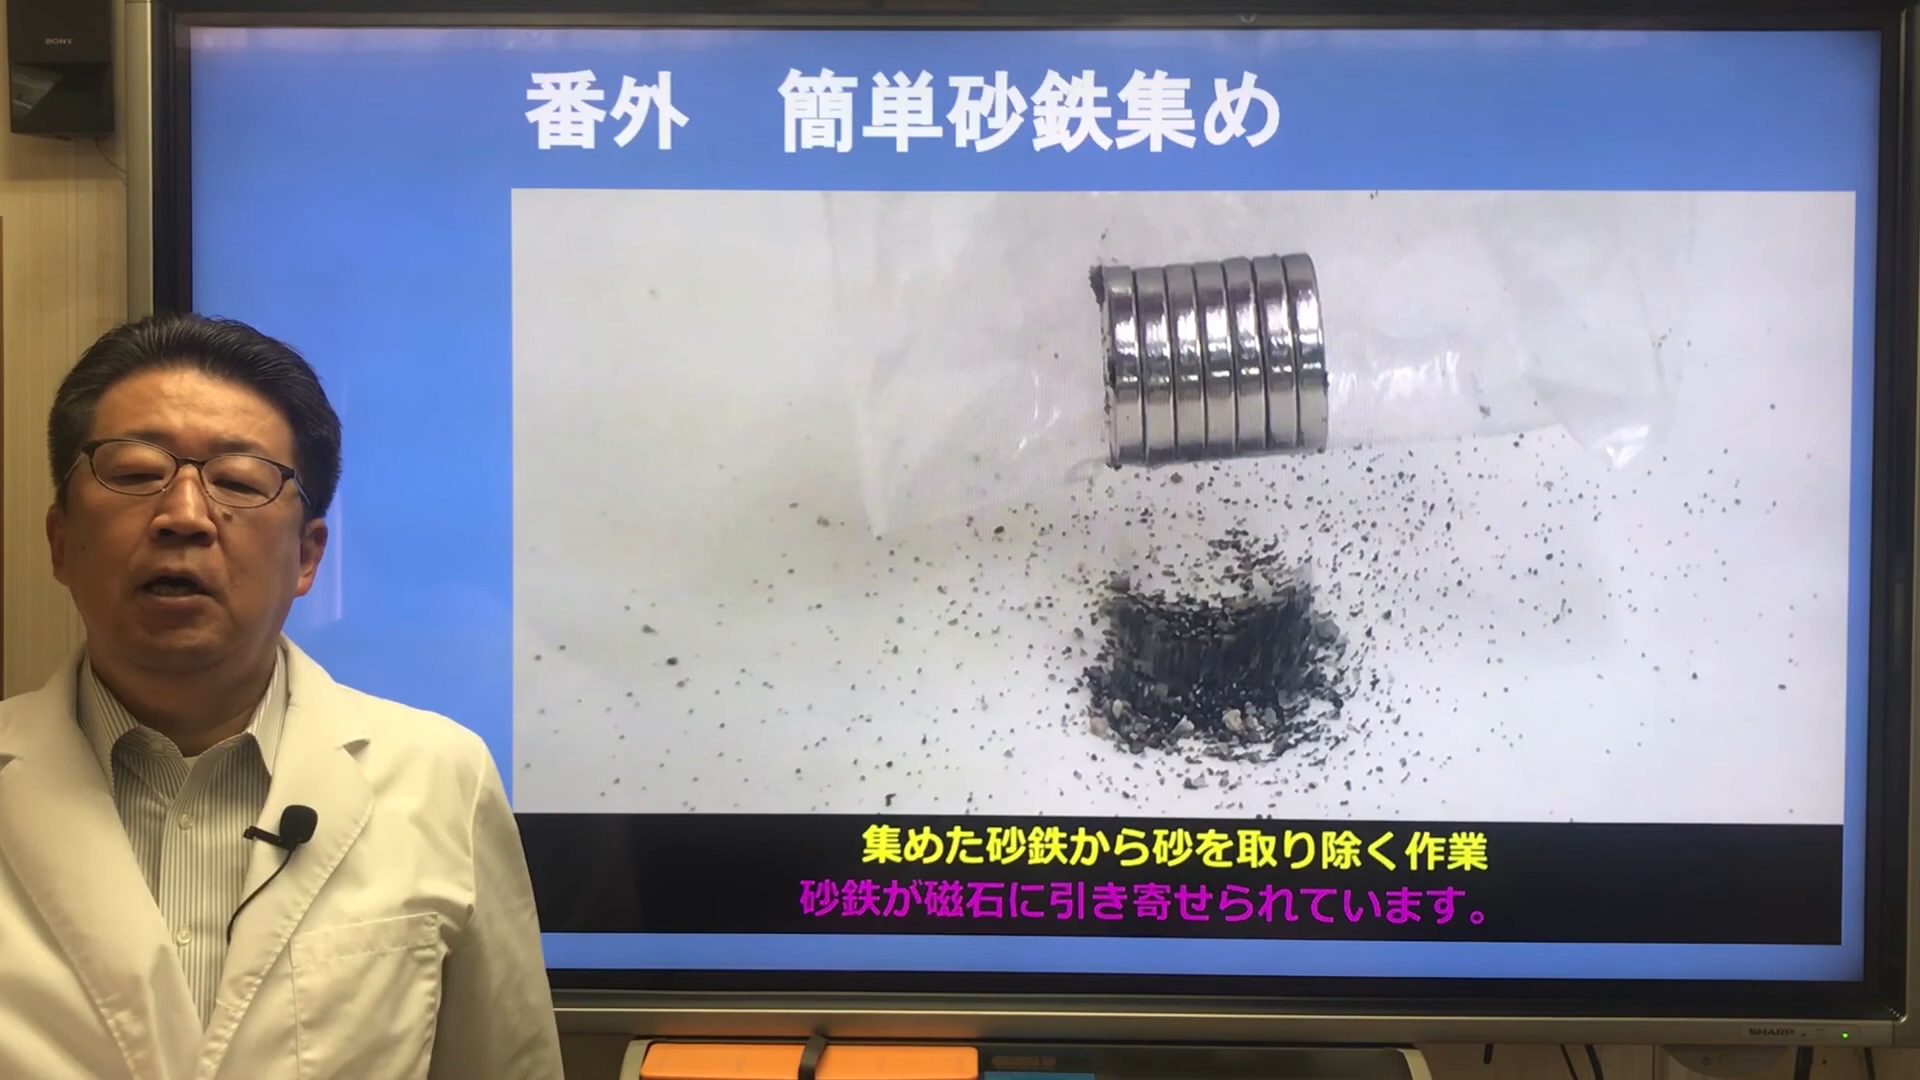 SONY
番外　簡単砂鉄集め
集めた砂鉄から砂を取り除く作業
砂鉄が磁石に引き寄せられています。
SHARP